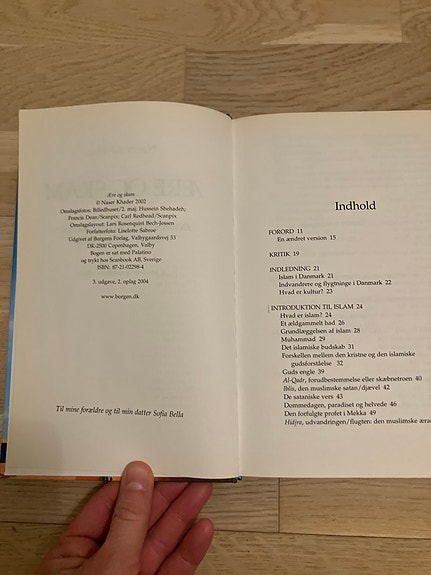 Ære og skam
© Naser Khader 2002
Omslagsfotos: Billedhuset/2. maj; Hussein Shehadeh;
Francis Dean/Scanpix; Carl Redhead/Scanpix
Omslagslayout: Lars Rosenquist Bech-Jessen
Forfatterfoto: Liselotte Sabroe
Udgivet af Borgens Forlag, Valbygaardsvej 33
DK-2500 Copenhagen, Valby
Bogen er sat med Palatino
og trykt hos Scanbook AB, Sverige
ISBN: 87-21-02298-4
3. udgave, 2. oplag 2004
www.borgen.dk
Til mine forældre og til min datter Sofia Bella
Indhold
FORORD 11
En ændret version 15
KRITIK 19
INDLEDNING 21
Islam i Danmark 21
Indvandrere og flygtninge i Danmark 22
Hvad er kultur? 23
INTRODUKTION TIL ISLAM 24
Hvad er islam? 24
Et ældgammelt had 26
Grundlæggelsen af islam 28
Muhammad 29
Det islamiske budskab 31
Forskellen mellem den kristne og den islamiske
gudsforståelse 32
Guds engle 39
Al-Qadr, forudbestemmelse eller skæbnetroen 40
Iblis, den muslimske satan/djævel 42
De sataniske vers 43
Dommedagen, paradiset og helvede 46
Den forfulgte profet i Mekka 49
Hidjra, udvandringen/flugten: den muslimske æra